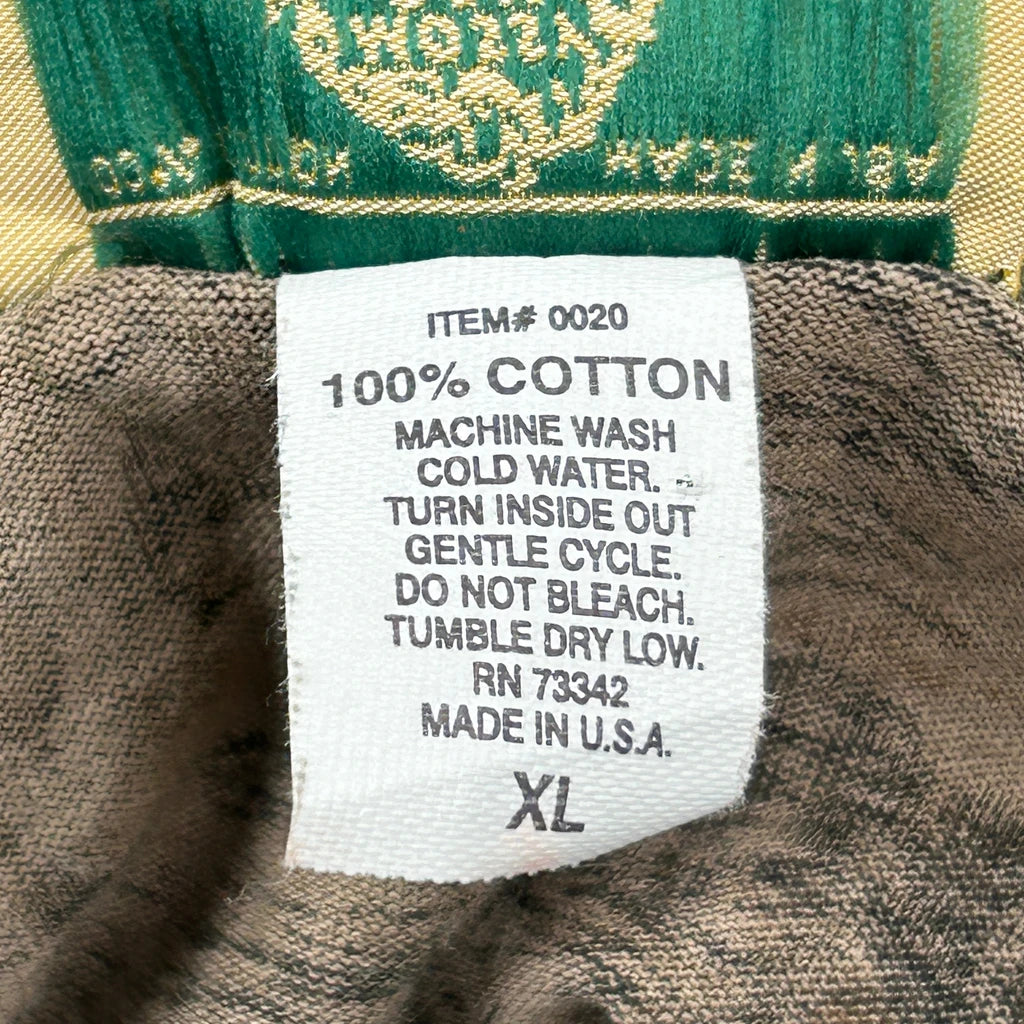 ITEM# 0020
100% COTTON
MACHINE WASH
COLD WATER.
TURN INSIDE OUT
GENTLE CYCLE.
DO NOT BLEACH.
TUMBLE DRY LOW.
RN 73342
MADE IN U.S.A.
XL